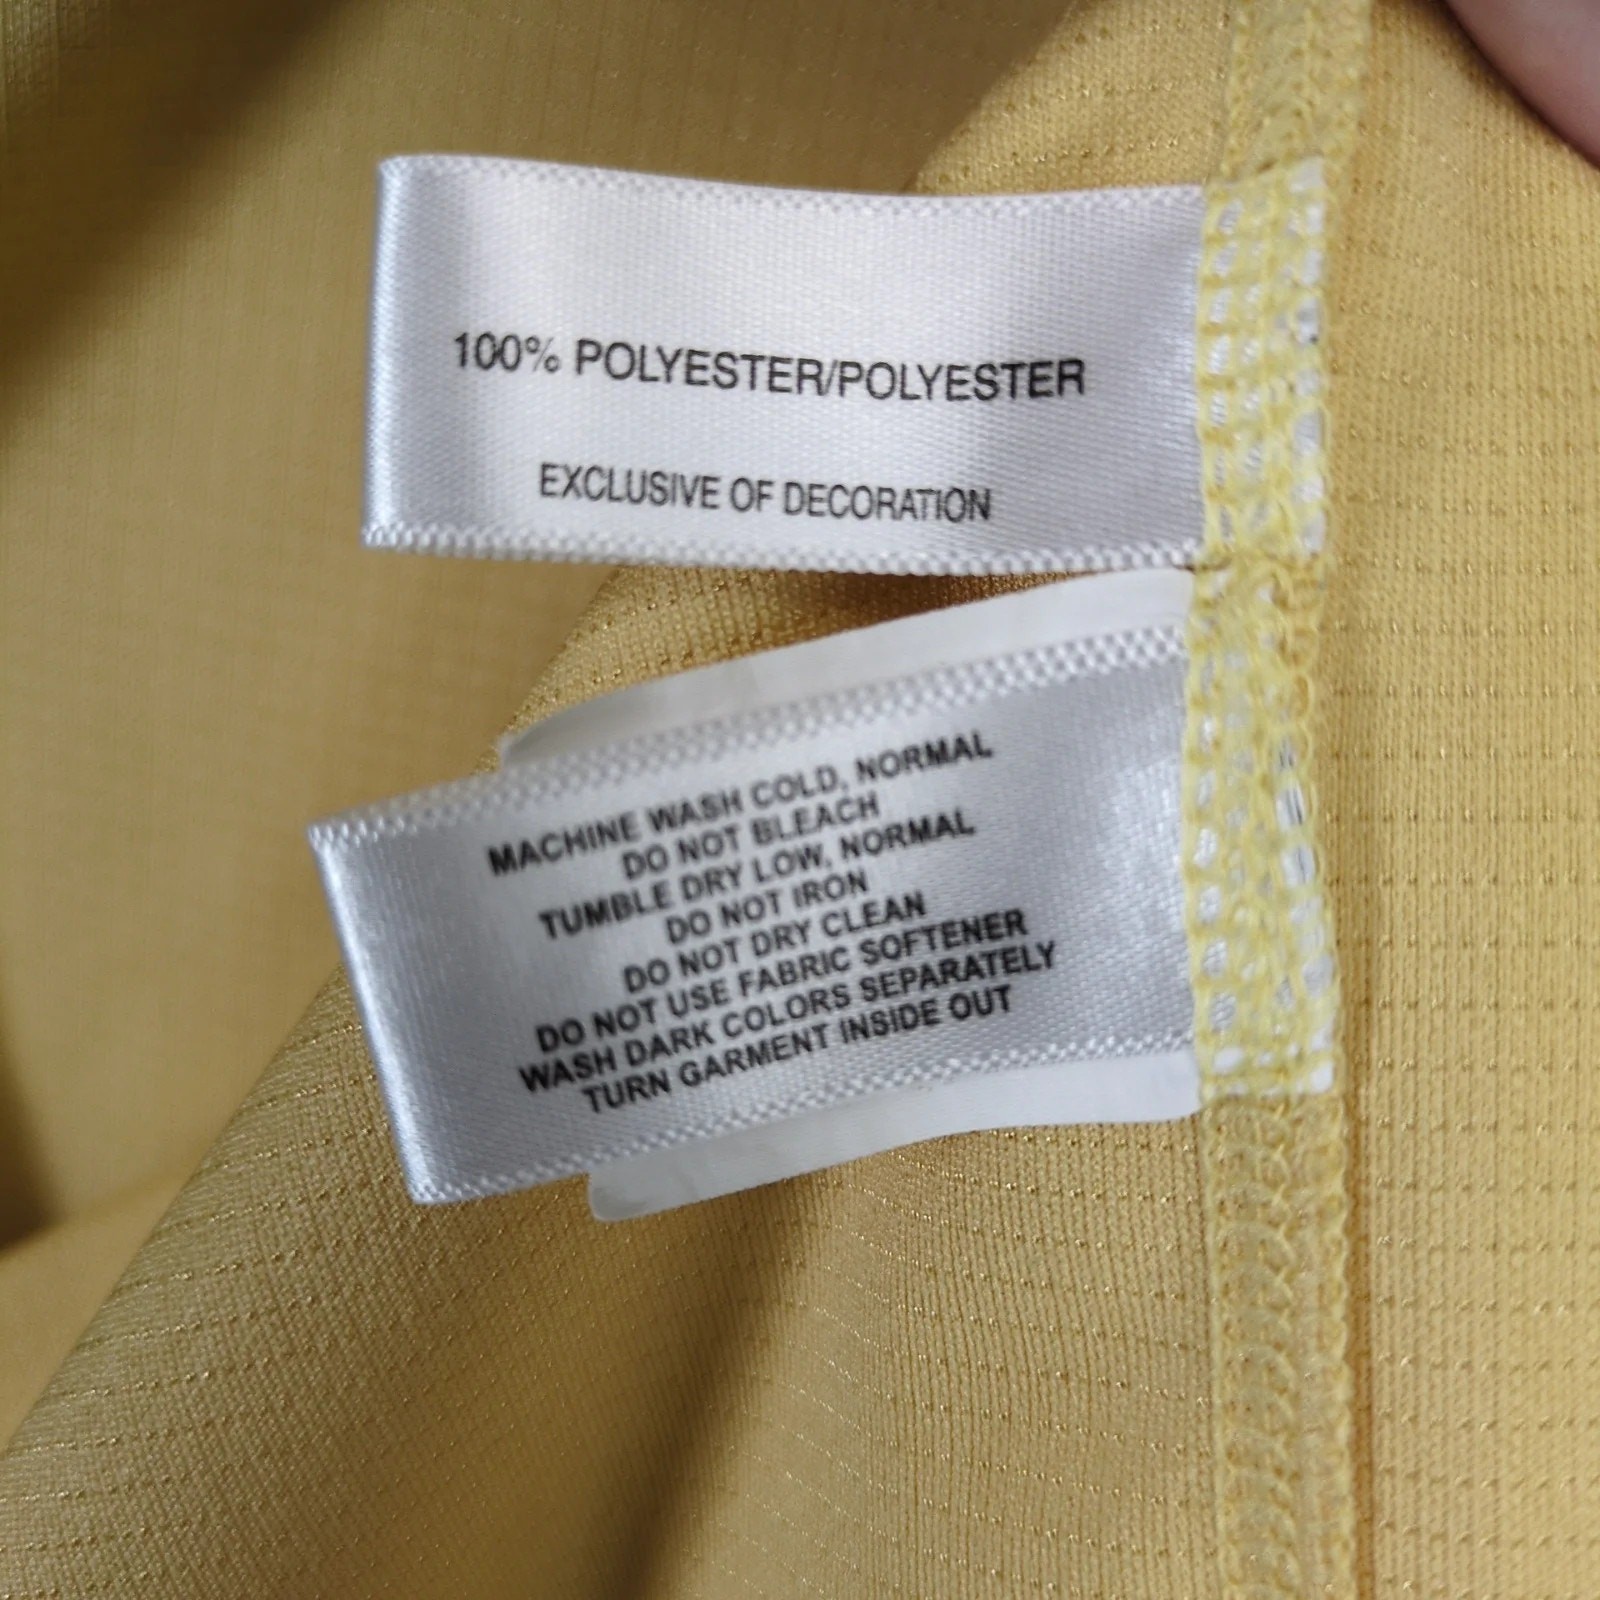 100% POLYESTER/POLYESTER
EXCLUSIVE OF DECORATION
MACHINE WASH COLD, NORMAL
DO NOT BLEACH
TUMBLE DRY LOW, NORMAL
DO NOT IRON
DO NOT DRY CLEAN
DO NOT USE FABRIC SOFTENER
WASH DARK COLORS SEPARATELY
TURN GARMENT INSIDE OUT